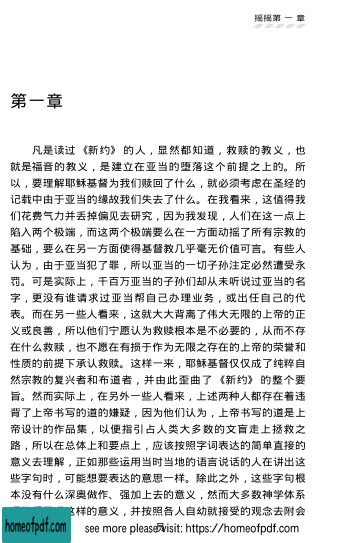 摇摇第 一 章
第一章
凡是读过《新约》的人，显然都知道，救赎的教义，也
就是福音的教义，是建立在亚当的堕落这个前提之上的。所
以，要理解耶稣基督为我们赎回了什么，就必须考虑在圣经的
记载中由于亚当的缘故我们失去了什么。在我看来，这值得我
们花费气力并丢掉偏见去研究，因为我发现，人们在这一点上
陷入两个极端，而这两个极端要么在一方面动摇了所有宗教的
基础，要么在另一方面使得基督教几乎毫无价值可言。有些人
认为，由于亚当犯了罪，所以亚当的一切子孙注定必然遭受永
罚。可是实际上，千百万亚当的子孙们却从未听说过亚当的名
字，更没有谁请求过亚当帮自己办理业务，或出任自己的代
表。而在另一些人看来，这就大大背离了伟大无限的上帝的正
义或良善，所以他们宁愿认为救赎根本是不必要的，从而不存
在什么救赎，也不愿在有损于作为无限之存在的上帝的荣誉和
性质的前提下承认救赎。这样一来，耶稣基督仅仅成了纯粹自
然宗教的复兴者和布道者，并由此歪曲了《新约》的整个要
旨。然而实际上，在另外一些人看来，上述两种人都存在着违
背了上帝书写的道的嫌疑，因为他们认为，上帝书写的道是上
帝设计的作品集，以便指引占人类大多数的文盲走上拯救之
路，所以在总体上和要点上，应该按照字词表达的简单直接的
意义去理解，正如那些运用当时当地的语言说话的人在讲出这
些字句时，可能想要表达的意思一样。除此之外，这些字句根
本没有什么深奥做作、强加上去的意义，然而大多数神学体系
这样的意义，并按照各人自幼就接受的观念去附会
homeofpdf.com
see more please visit: https://homeofpdf.com